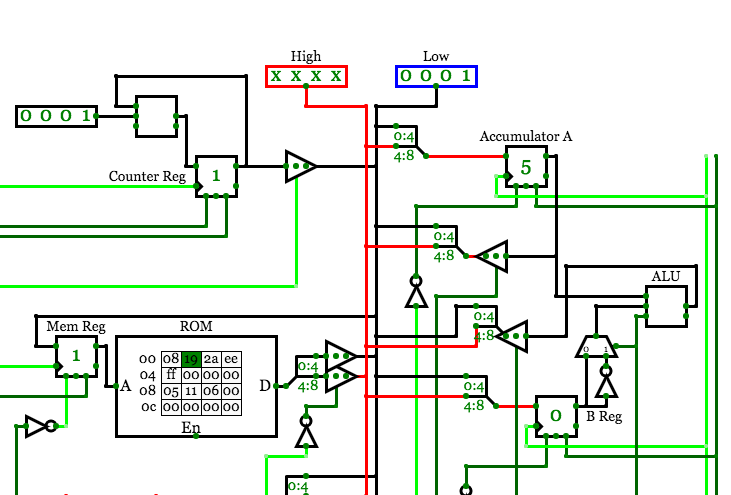 High
Low
x x x x
0 0 0 1
0 0 0 1
0:4
4:8
Accumulator A
5
Counter Reg
1
0:4
4:8
ALU
Mem Reg
ROM
0:4
4:8
1
00 08 19 2a ee
04 ff 00 00 00
08 05 11 06 00
0c 00 00 00 00
A
D
En
0:4
4:8
0 1
0:4
4:8
0
B Reg
0:4